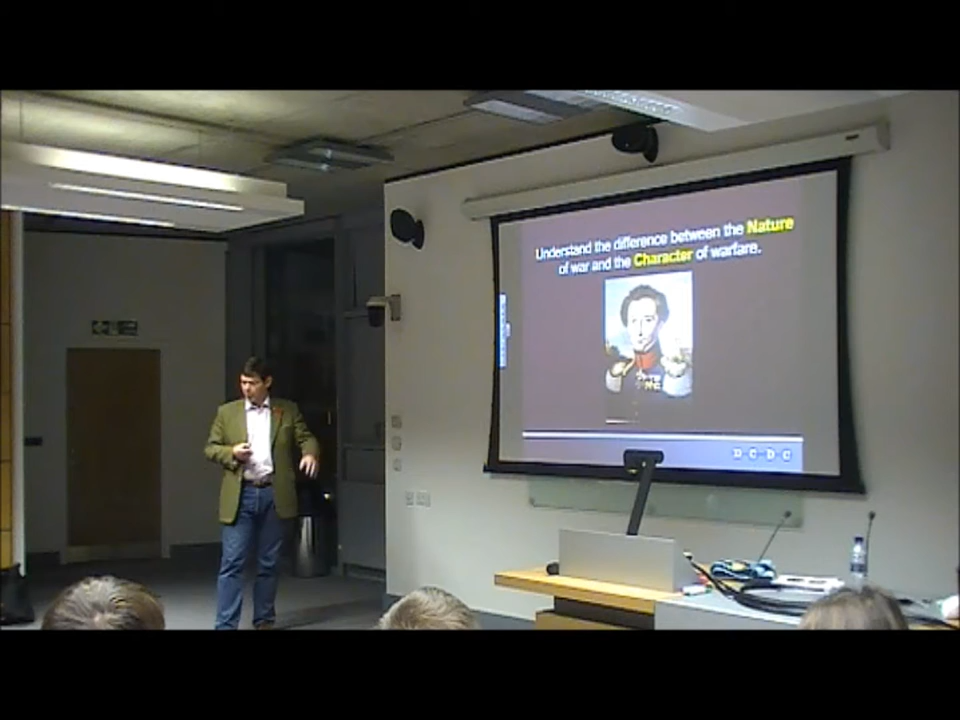 Understand the difference between the Nature
of war and the Character of warfare.
DCDC